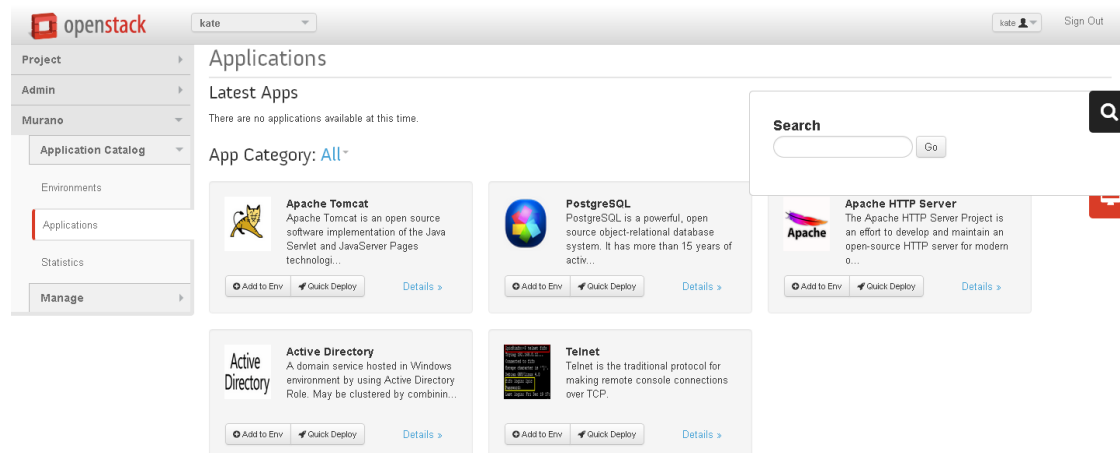 openstack
kate
kate
Sign Out
Project
Admin
Murano
Application Catalog
Environments
Applications
Statistics
Manage
Applications
Latest Apps
There are no applications available at this time.
Search
Go
App Category: All
Apache Tomcat
Apache Tomcat is an open source
software implementation of the Java
Servlet and JavaServer Pages
technologi...
Add to Env
Quick Deploy
Details »
PostgreSQL
PostgreSQL is a powerful, open
source object-relational database
system. It has more than 15 years of
activ...
Add to Env
Quick Deploy
Details »
Apache
Apache HTTP Server
The Apache HTTP Server Project is
an effort to develop and maintain an
open-source HTTP server for modern
o...
Add to Env
Quick Deploy
Details »
Active
Directory
Active Directory
A domain service hosted in Windows
environment by using Active Directory
Role. May be clustered by combinin...
Add to Env
Quick Deploy
Details »
Telnet
Telnet is the traditional protocol for
making remote console connections
over TCP.
Add to Env
Quick Deploy
Details »